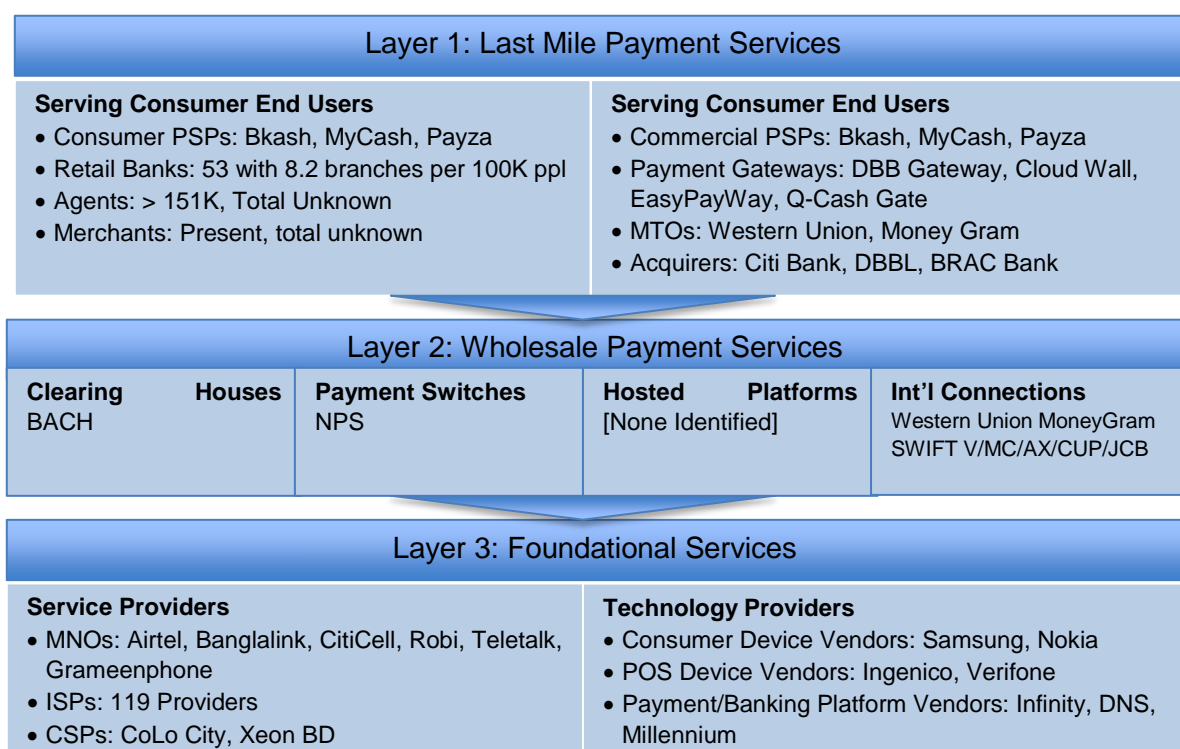 Layer 1: Last Mile Payment Services
Serving Consumer End Users
• Consumer PSPs: Bkash, MyCash, Payza
• Retail Banks: 53 with 8.2 branches per 100K ppl
• Agents: > 151K, Total Unknown
• Merchants: Present, total unknown
Serving Consumer End Users
• Commercial PSPs: Bkash, MyCash, Payza
• Payment Gateways: DBB Gateway, Cloud Wall,
EasyPayWay, Q-Cash Gate
• MTOs: Western Union, Money Gram
• Acquirers: Citi Bank, DBBL, BRAC Bank
Layer 2: Wholesale Payment Services
Clearing Houses
BACH
Payment Switches
NPS
Hosted Platforms
[None Identified]
Int'l Connections
Western Union MoneyGram
SWIFT V/MC/AX/CUP/JCB
Layer 3: Foundational Services
Service Providers
• MNOs: Airtel, Banglalink, CitiCell, Robi, Teletalk,
Grameenphone
• ISPs: 119 Providers
• CSPs: CoLo City, Xeon BD
Technology Providers
• Consumer Device Vendors: Samsung, Nokia
• POS Device Vendors: Ingenico, Verifone
• Payment/Banking Platform Vendors: Infinity, DNS,
Millennium